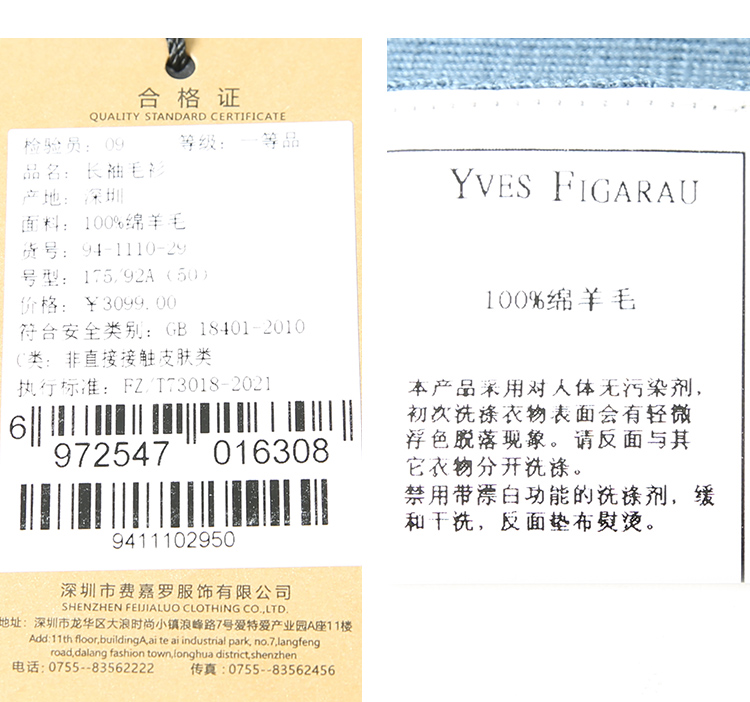 合格证
QUALITY STANDARD CERTIFICATE
检验员: 09 等级: 一等品
品名: 长袖毛衫
产地: 深圳
面料: 100%绵羊毛
货号: 94-1110-29
号型: 175/92A (50)
价格: ¥3099.00
符合安全类别: GB 18401-2010
C类: 非直接接触皮肤类
执行标准: FZ/T73018-2021
6 972547 016308
9411102950
深圳市费嘉罗服饰有限公司
SHENZHEN FEIJIALUO CLOTHING CO.,LTD.
地址: 深圳市龙华区大浪时尚小镇浪峰路7号爱特爱产业园A座11楼
Add:11th floor,buildingA,ai te ai industrial park, no.7,langfeng
road,dalang fashion town,longhua district,shenzhen
电话: 0755--83562222 传真: 0755--83562456
YVES FIGARAU
100%绵羊毛
本产品采用对人体无污染剂,
初次洗涤衣物表面会有轻微
浮色脱落现象。请反面与其
它衣物分开洗涤。
禁用带漂白功能的洗涤剂, 缓
和干洗, 反面垫布熨烫。